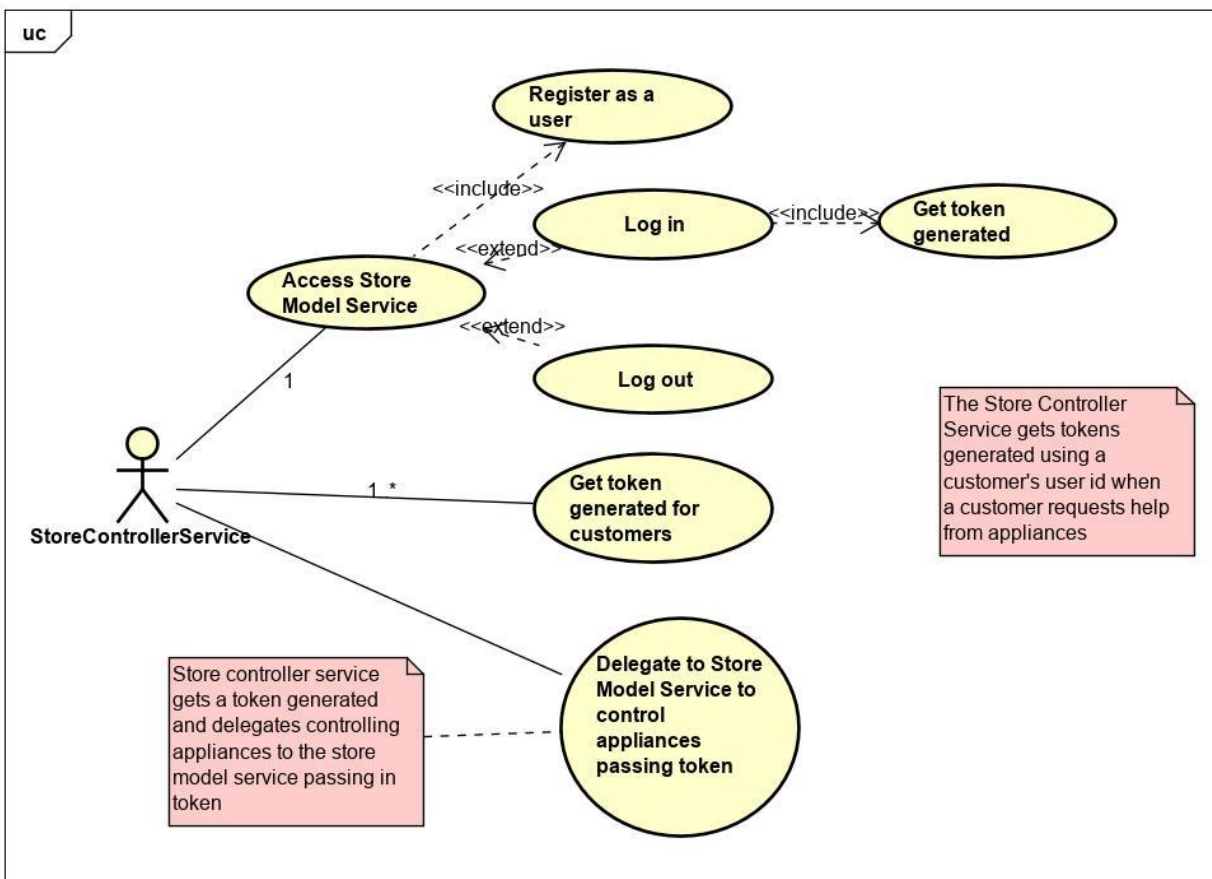 uc
Register as a
user
<<include>>
Log in
<<include>>
Get token
generated
<<extend>>
Access Store
Model Service
<<extend>>
1
Log out
The Store Controller
Service gets tokens
generated using a
customer's user id when
a customer requests help
from appliances
StoreControllerService
1..*
Get token
generated for
customers
Store controller service
gets a token generated
and delegates controlling
appliances to the store
model service passing in
token
Delegate to Store
Model Service to
control
appliances
passing token